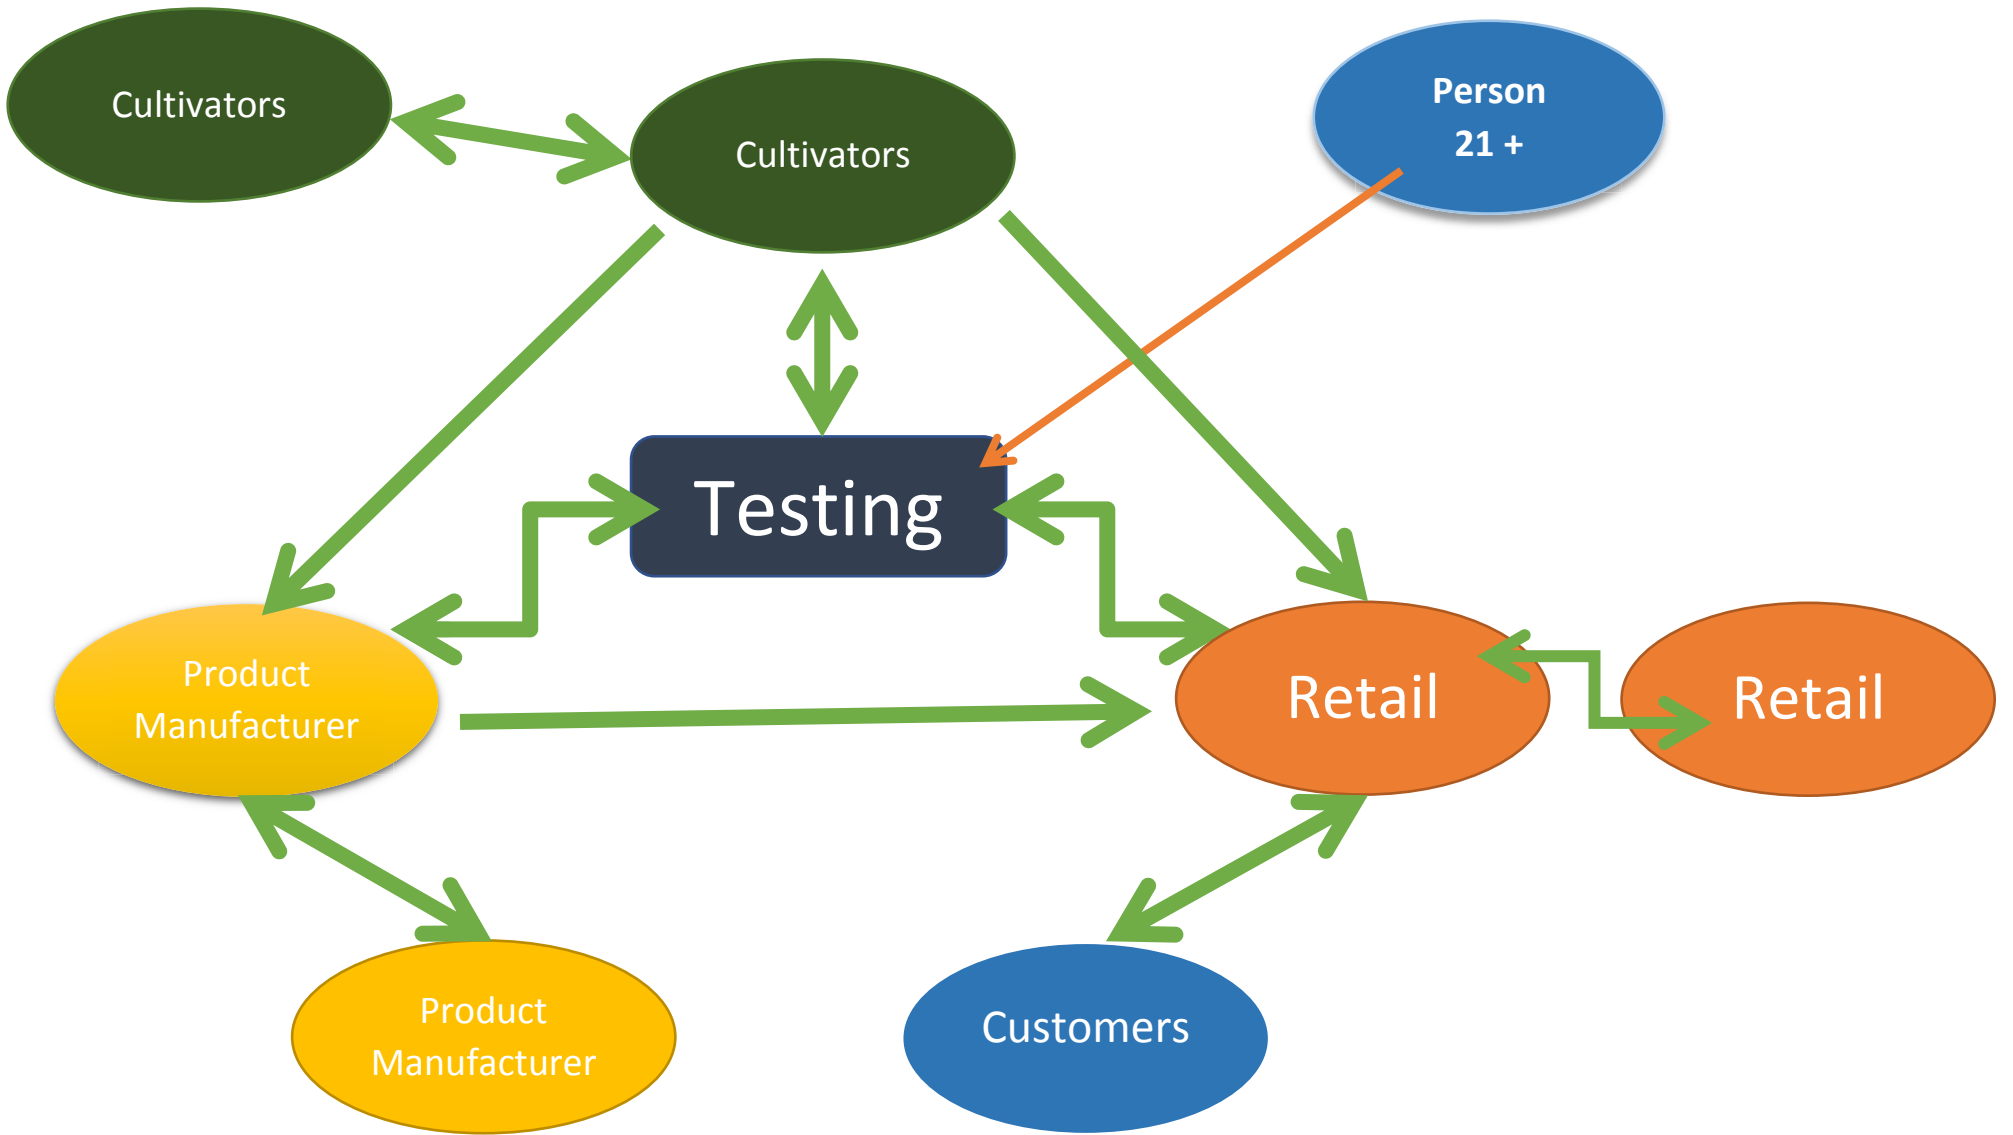 Cultivators
Cultivators
Person
21 +
Testing
Product
Manufacturer
Retail
Retail
Product
Manufacturer
Customers